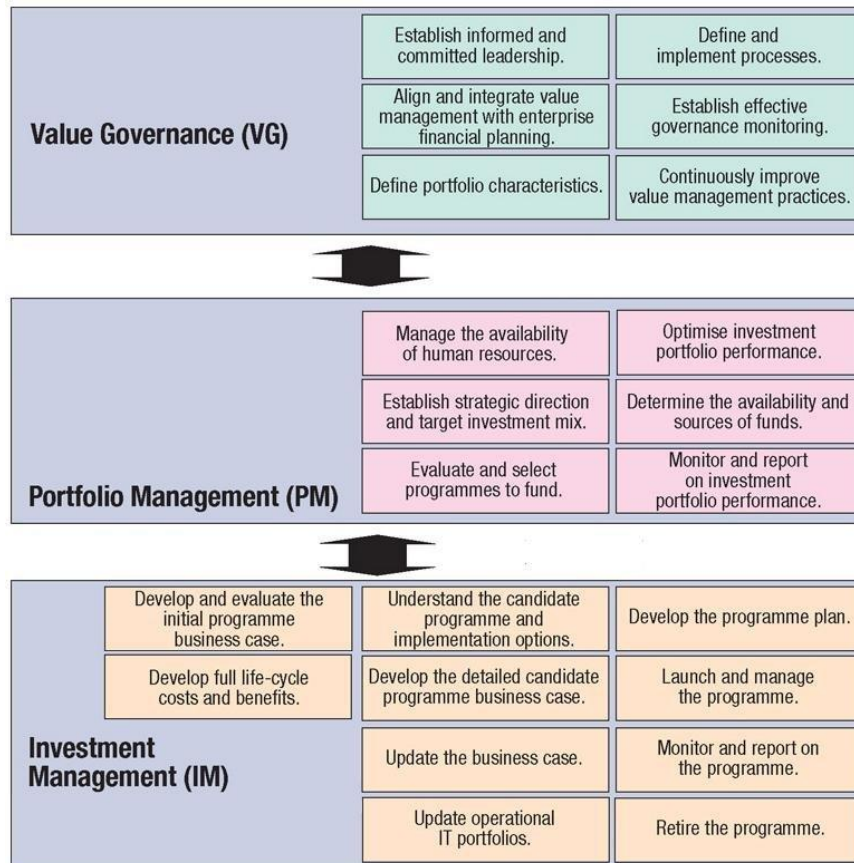 Value Governance (VG)
Establish informed and
committed leadership.
Define and
implement processes.
Align and integrate value
management with enterprise
financial planning.
Establish effective
governance monitoring.
Define portfolio characteristics.
Continuously improve
value management practices.
Portfolio Management (PM)
Manage the availability
of human resources.
Optimise investment
portfolio performance.
Establish strategic direction
and target investment mix.
Determine the availability and
sources of funds.
Evaluate and select
programmes to fund.
Monitor and report
on investment
portfolio performance.
Investment
Management (IM)
Develop and evaluate the
initial programme
business case.
Understand the candidate
programme and
implementation options.
Develop the programme plan.
Develop full life-cycle
costs and benefits.
Develop the detailed candidate
programme business case.
Launch and manage
the programme.
Update the business case.
Monitor and report on
the programme.
Update operational
IT portfolios.
Retire the programme.